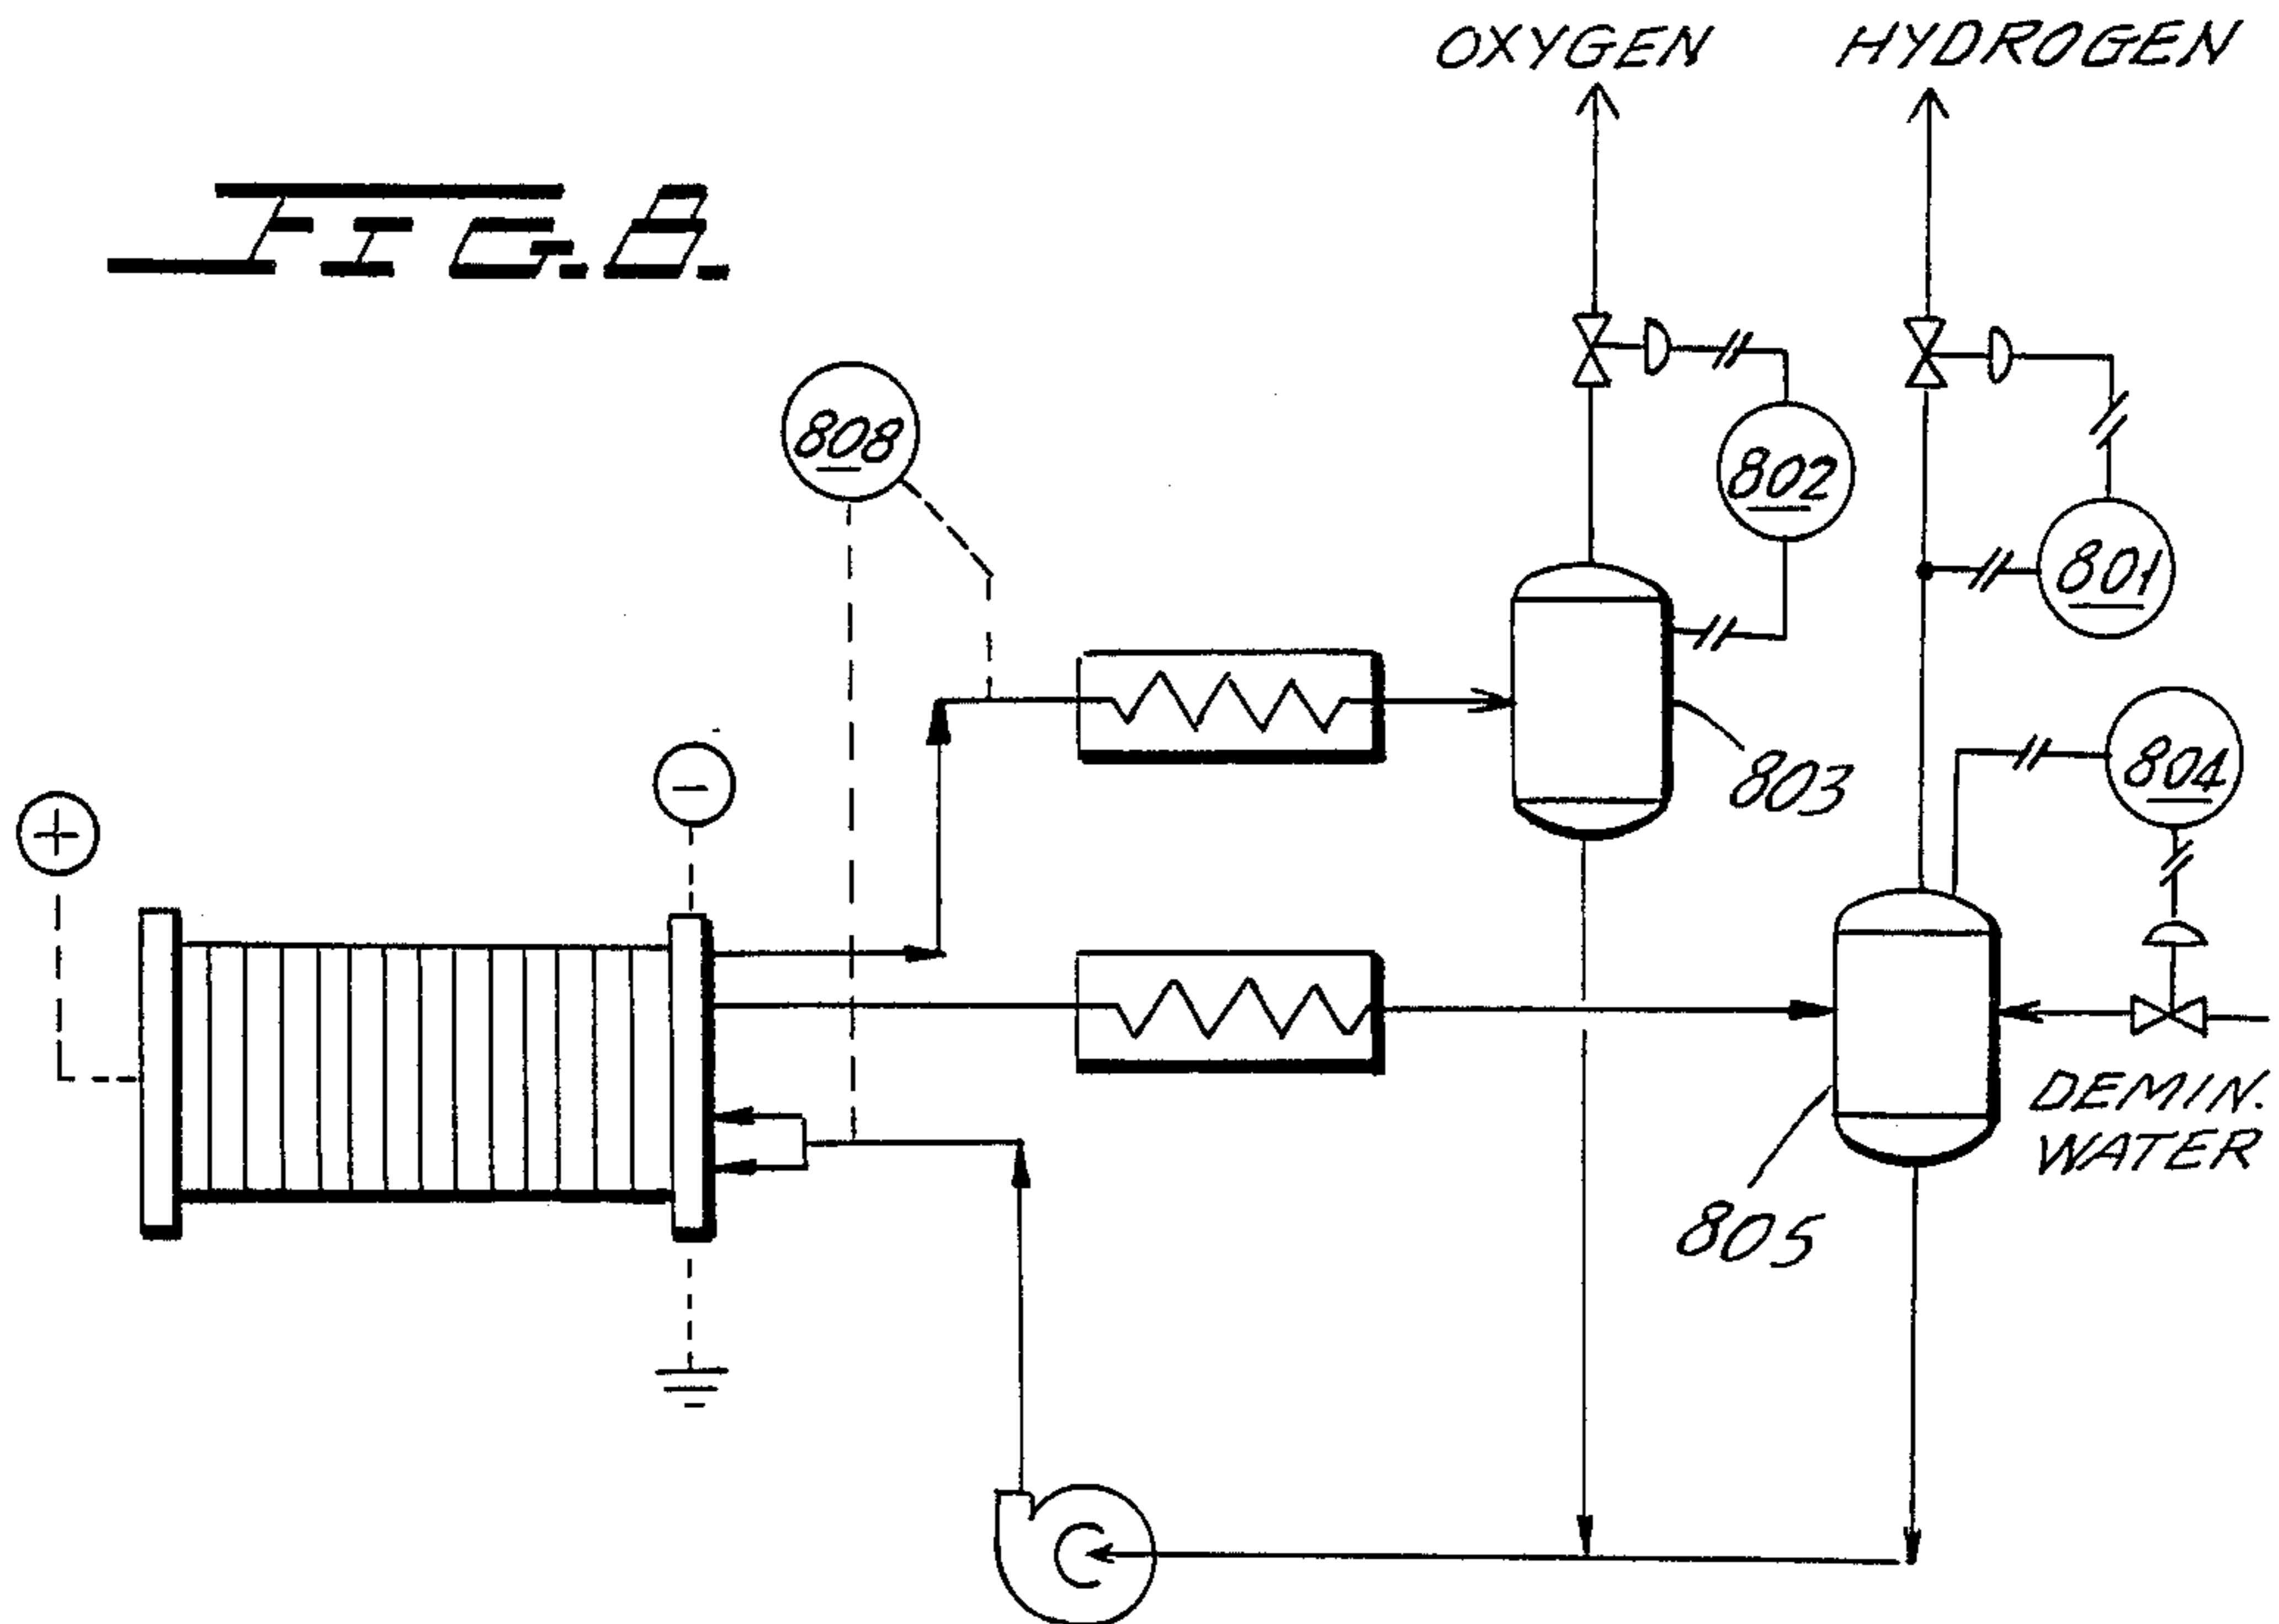 OXYGEN
HYDROGEN
FIG. 8.
808
802
801
803
804
+
-
DEMIN.
WATER
805